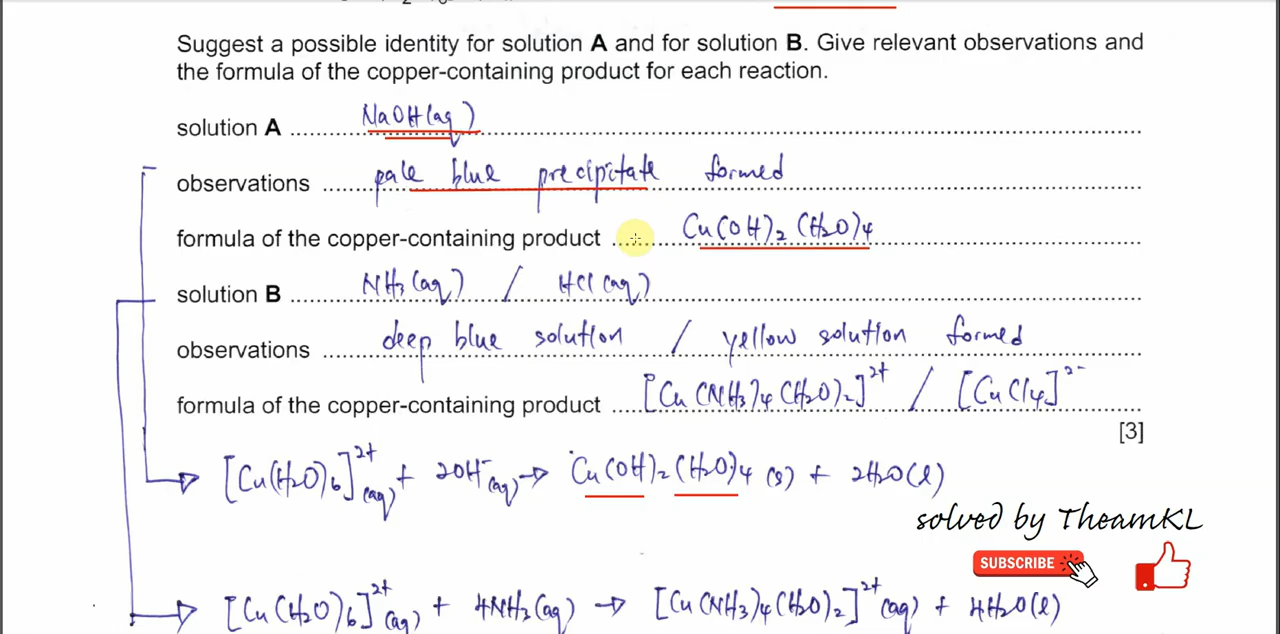 Suggest a possible identity for solution A and for solution B. Give relevant observations and
the formula of the copper-containing product for each reaction.
solution A ........ NaOH(aq)
observations ........ pale blue precipitate formed
formula of the copper-containing product ........ Cu(OH)₂(H₂O)₄
solution B ........ NH₃(aq) / HCl(aq)
observations ........ deep blue solution / yellow solution formed
formula of the copper-containing product ........ [Cu(NH₃)₄(H₂O)₂]²⁺ / [CuCl₄]²⁻
[3]
[Cu(H₂O)₆]²⁺(aq) + 2OH⁻(aq) → Cu(OH)₂(H₂O)₄(s) + 2H₂O(l)
solved by TheamKL
SUBSCRIBE
[Cu(H₂O)₆]²⁺(aq) + 4NH₃(aq) → [Cu(NH₃)₄(H₂O)₂]²⁺(aq) + 4H₂O(l)